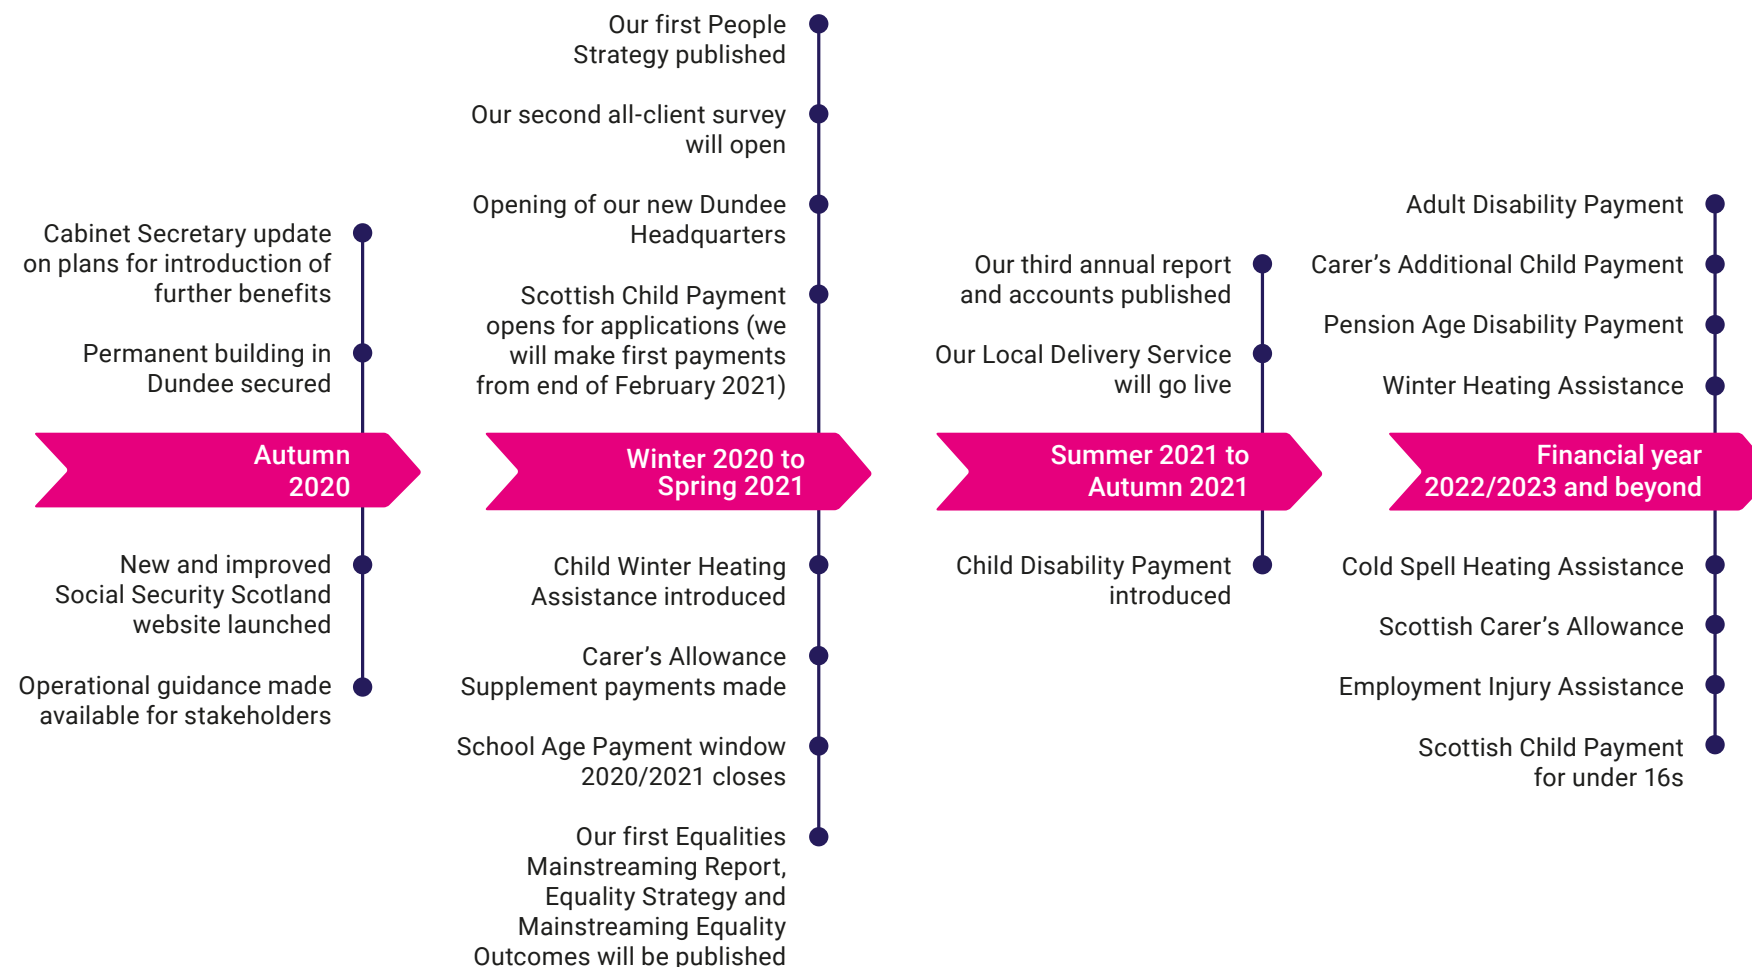 Cabinet Secretary update
on plans for introduction of
further benefits
Permanent building in
Dundee secured
Autumn
2020
New and improved
Social Security Scotland
website launched
Operational guidance made
available for stakeholders
Our first People
Strategy published
Our second all-client survey
will open
Opening of our new Dundee
Headquarters
Scottish Child Payment
opens for applications (we
will make first payments
from end of February 2021)
Winter 2020 to
Spring 2021
Child Winter Heating
Assistance introduced
Carer’s Allowance
Supplement payments made
School Age Payment window
2020/2021 closes
Our first Equalities
Mainstreaming Report,
Equality Strategy and
Mainstreaming Equality
Outcomes will be published
Our third annual report
and accounts published
Our Local Delivery Service
will go live
Summer 2021 to
Autumn 2021
Child Disability Payment
introduced
Adult Disability Payment
Carer’s Additional Child Payment
Pension Age Disability Payment
Winter Heating Assistance
Financial year
2022/2023 and beyond
Cold Spell Heating Assistance
Scottish Carer’s Allowance
Employment Injury Assistance
Scottish Child Payment
for under 16s